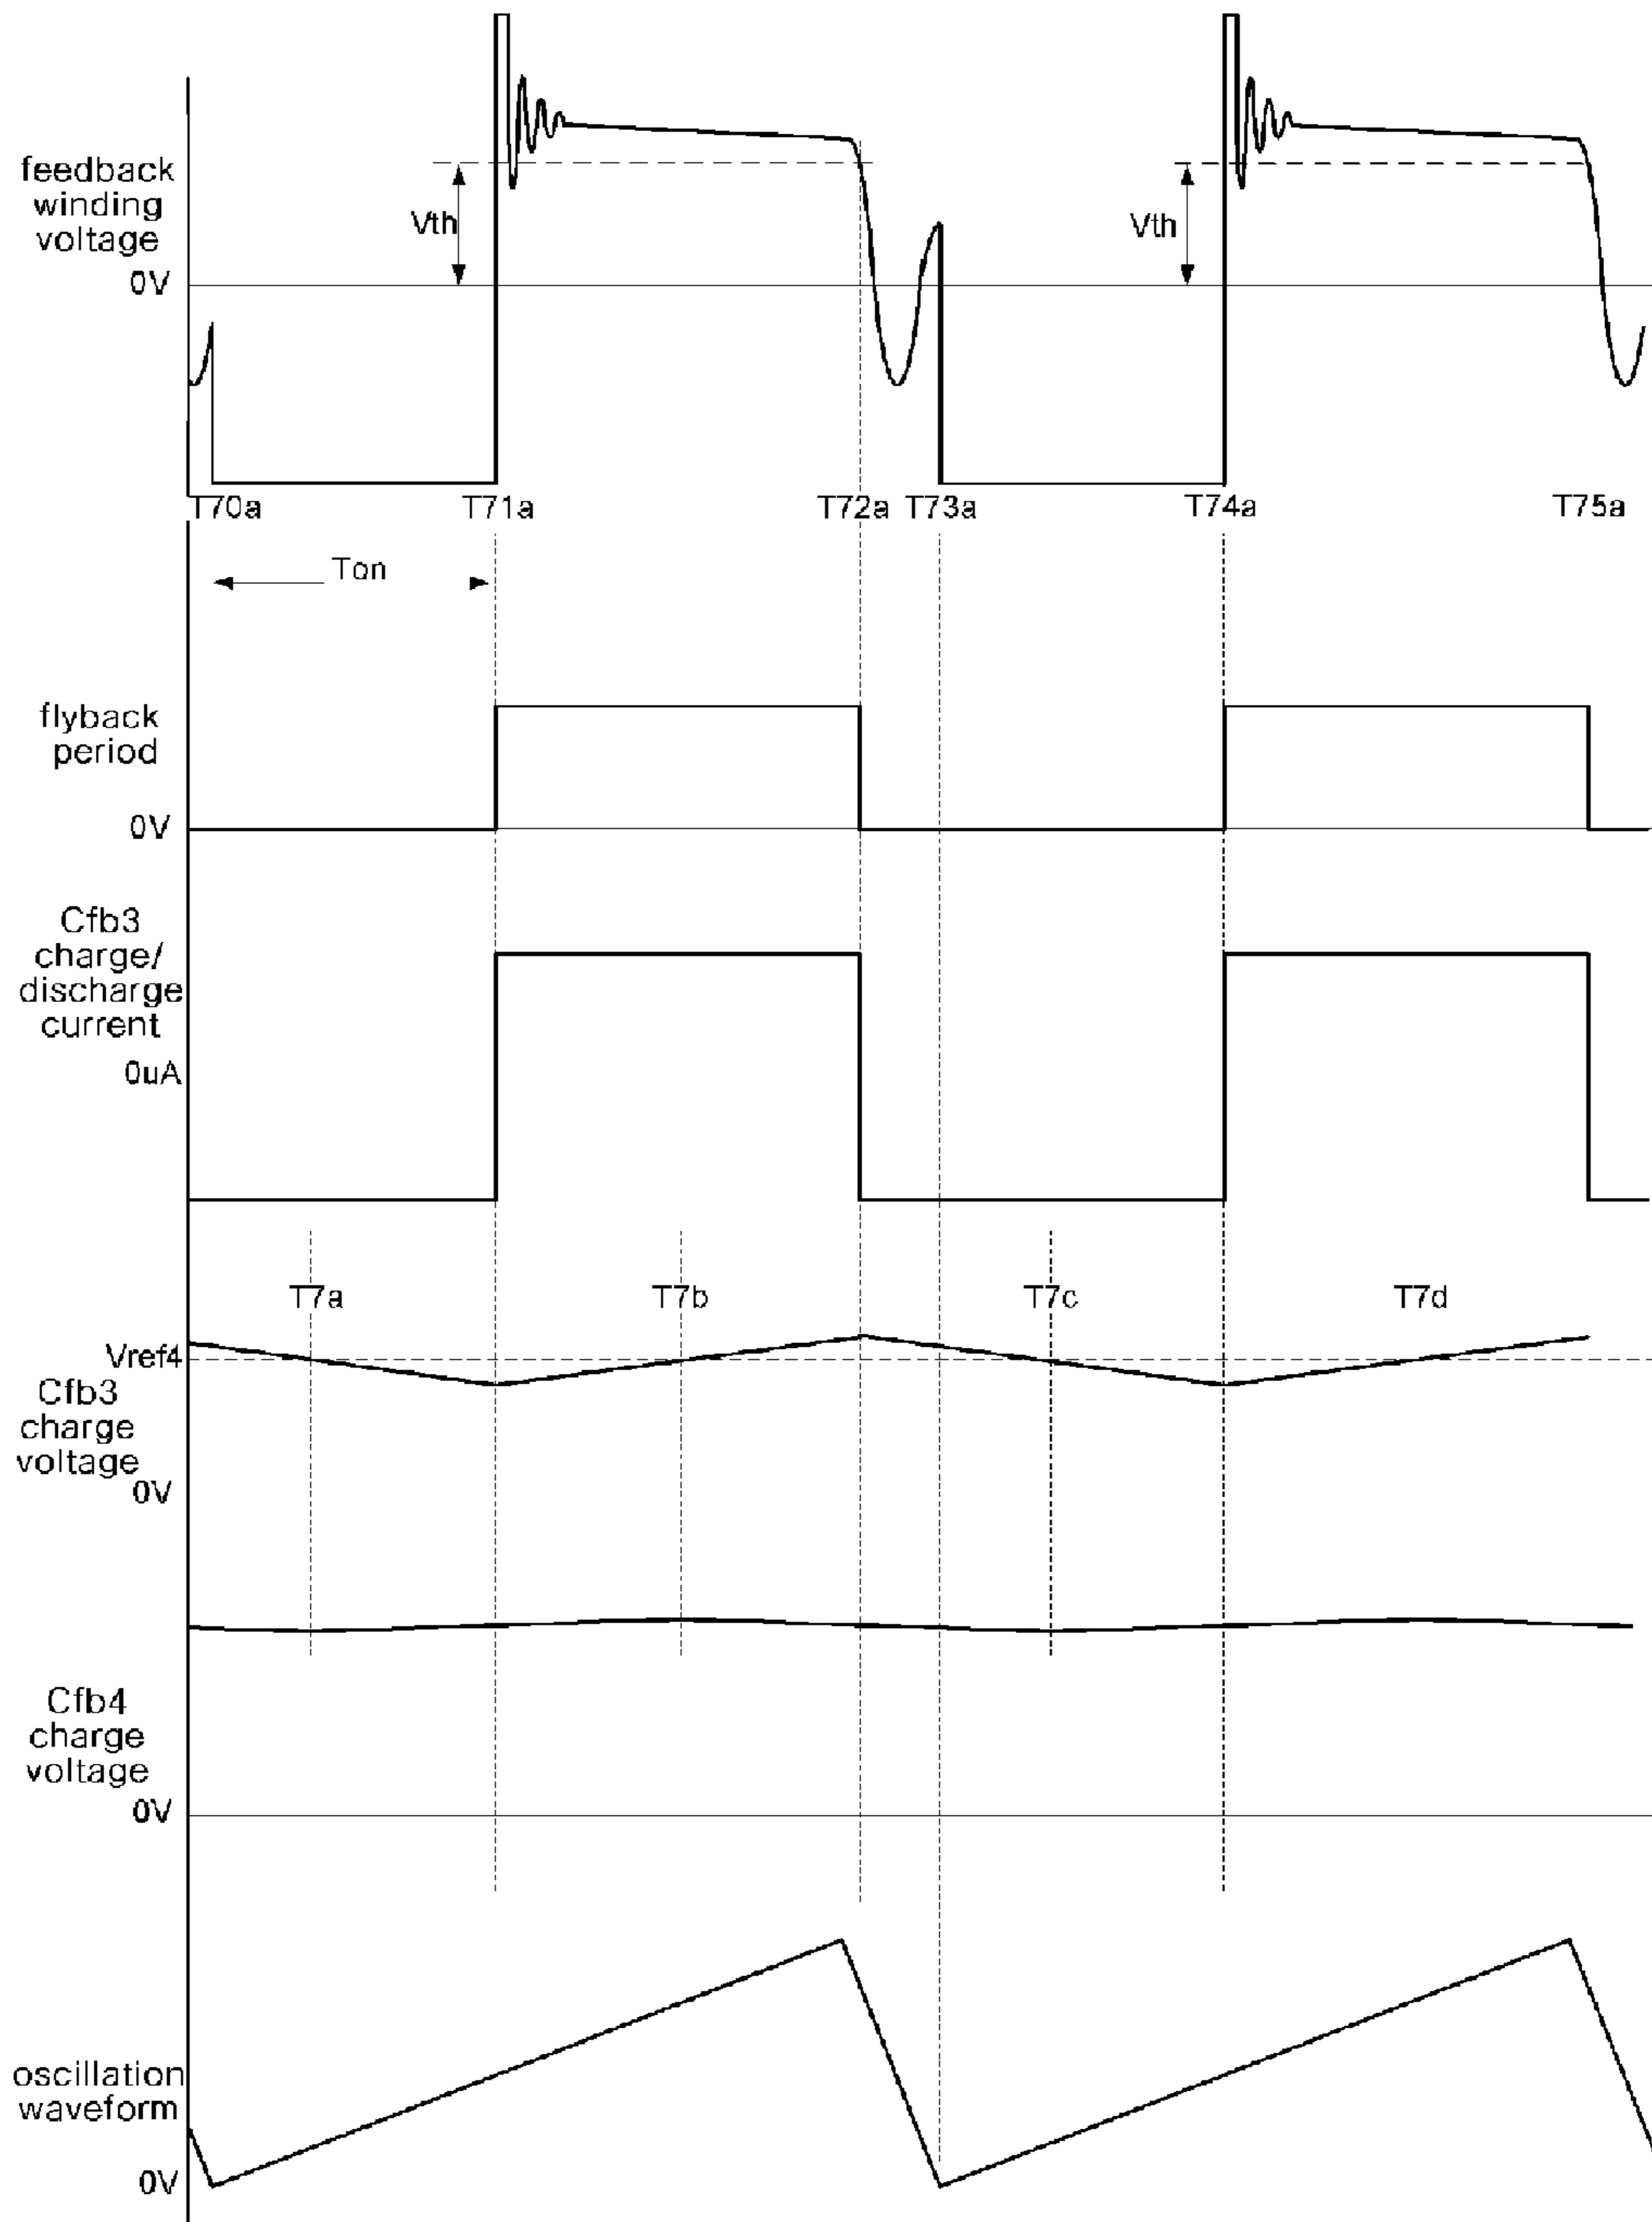 feedback
winding
voltage
Vth
Vth
0V
T70a T71a T72a T73a T74a T75a
Ton
flyback
period
0V
Cfb3
charge/
discharge
current
0uA
T7a T7b T7c T7d
Vref4
Cfb3
charge
voltage
0V
Cfb4
charge
voltage
0V
oscillation
waveform
0V